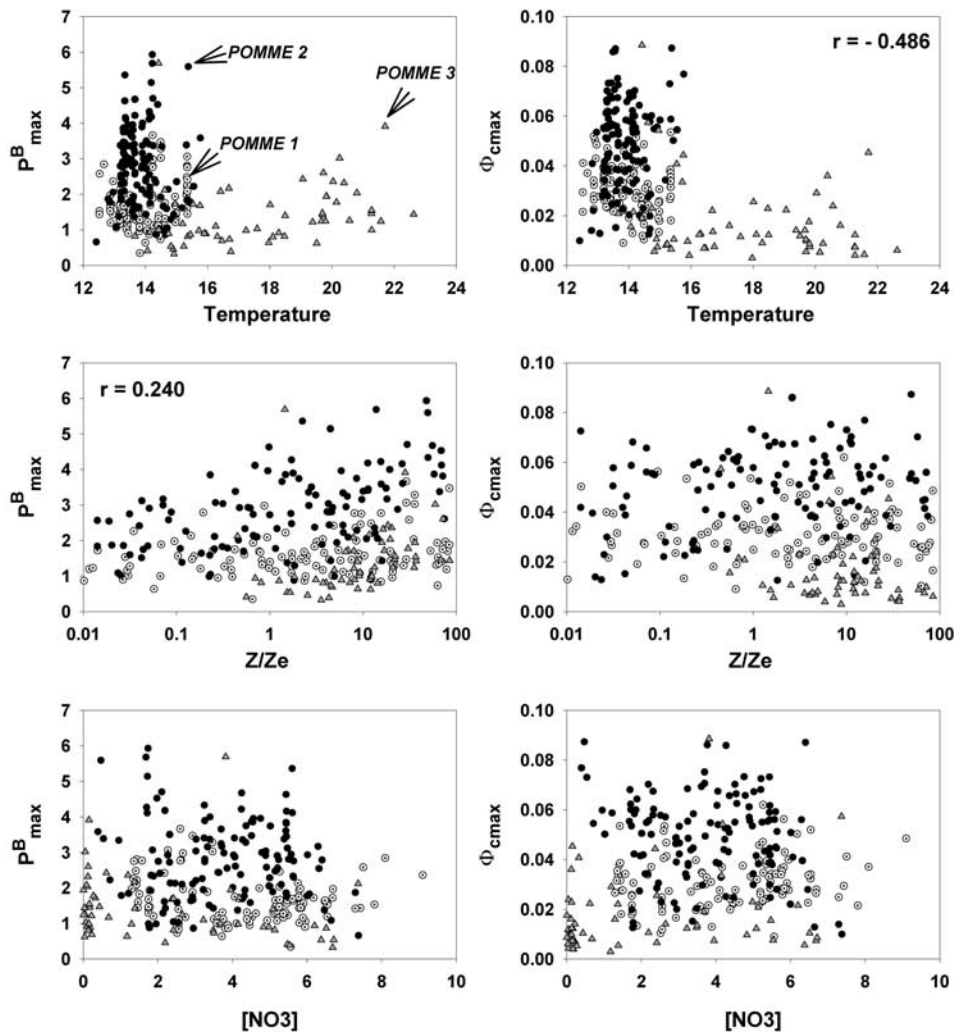 7
6
5
4
3
2
1
0
P^B_max
POMME 2
POMME 3
POMME 1
12 14 16 18 20 22 24
Temperature
0.10
0.08
0.06
0.04
0.02
0.00
Φ_cmax
r = - 0.486
12 14 16 18 20 22 24
Temperature
7
6
5
4
3
2
1
0
P^B_max
r = 0.240
0.01 0.1 1 10 100
Z/Ze
0.10
0.08
0.06
0.04
0.02
0.00
Φ_cmax
0.01 0.1 1 10 100
Z/Ze
7
6
5
4
3
2
1
0
P^B_max
0 2 4 6 8 10
[NO3]
0.10
0.08
0.06
0.04
0.02
0.00
Φ_cmax
0 2 4 6 8 10
[NO3]